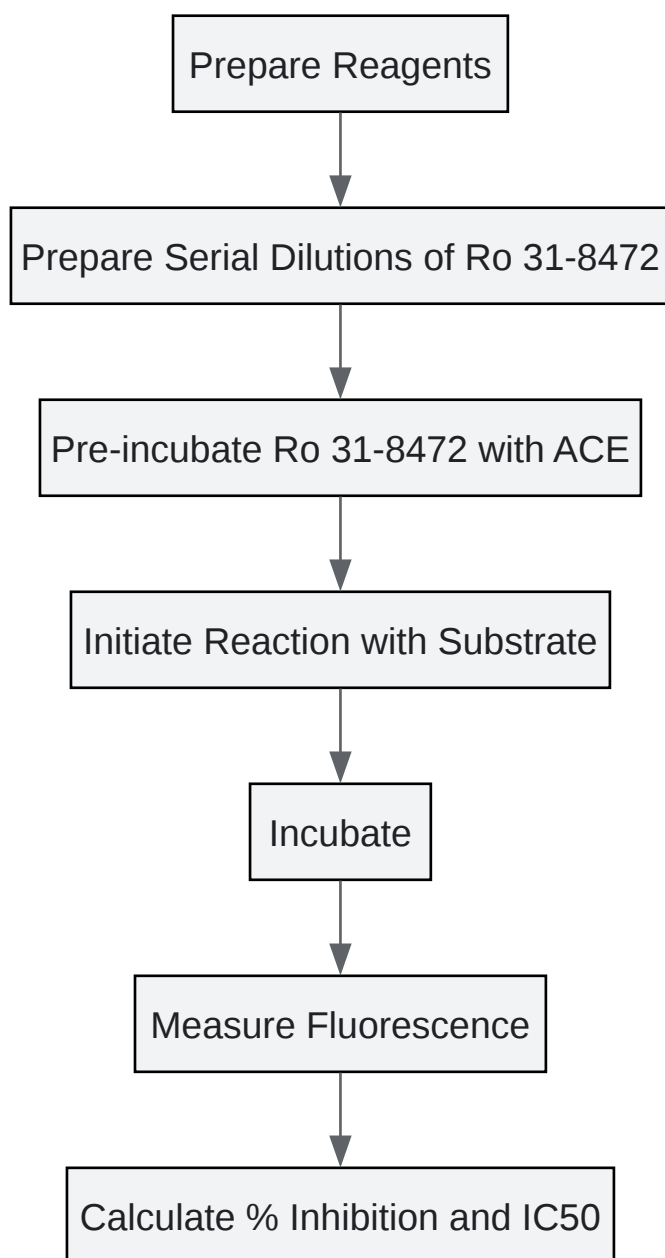 Prepare Reagents
Prepare Serial Dilutions of Ro 31-8472
Pre-incubate Ro 31-8472 with ACE
Initiate Reaction with Substrate
Incubate
Measure Fluorescence
Calculate % Inhibition and IC50